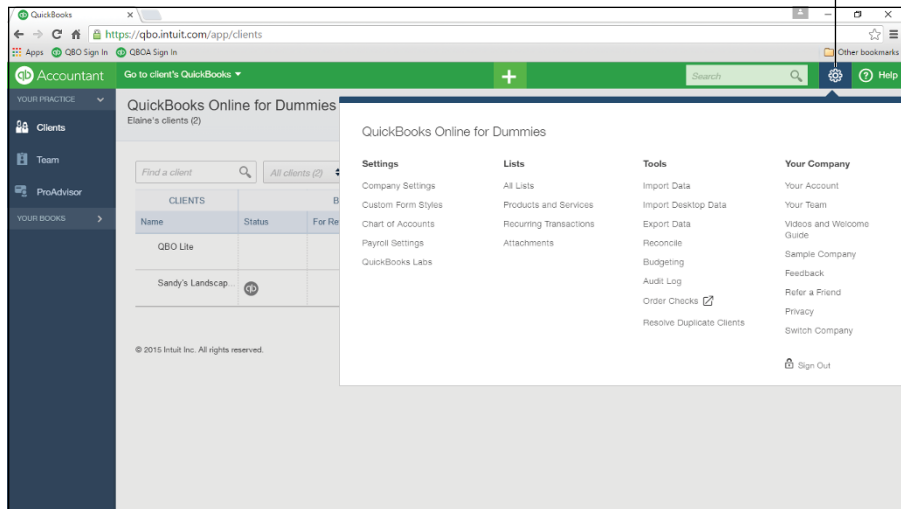 QuickBooks
https://qbo.intuit.com/app/clients
Apps QBO Sign In QBOA Sign In Other bookmarks
qb Accountant Go to client's QuickBooks Search Help
YOUR PRACTICE
Clients
Team
ProAdvisor
YOUR BOOKS
QuickBooks Online for Dummies
Elaine's clients (2)
Find a client All clients (2)
CLIENTS B
Name Status For Re
QBO Lite
Sandy's Landscap... qb
© 2015 Intuit Inc. All rights reserved.
QuickBooks Online for Dummies
Settings
Company Settings
Custom Form Styles
Chart of Accounts
Payroll Settings
QuickBooks Labs
Lists
All Lists
Products and Services
Recurring Transactions
Attachments
Tools
Import Data
Import Desktop Data
Export Data
Reconcile
Budgeting
Audit Log
Order Checks
Resolve Duplicate Clients
Your Company
Your Account
Your Team
Videos and Welcome
Guide
Sample Company
Feedback
Refer a Friend
Privacy
Switch Company
Sign Out